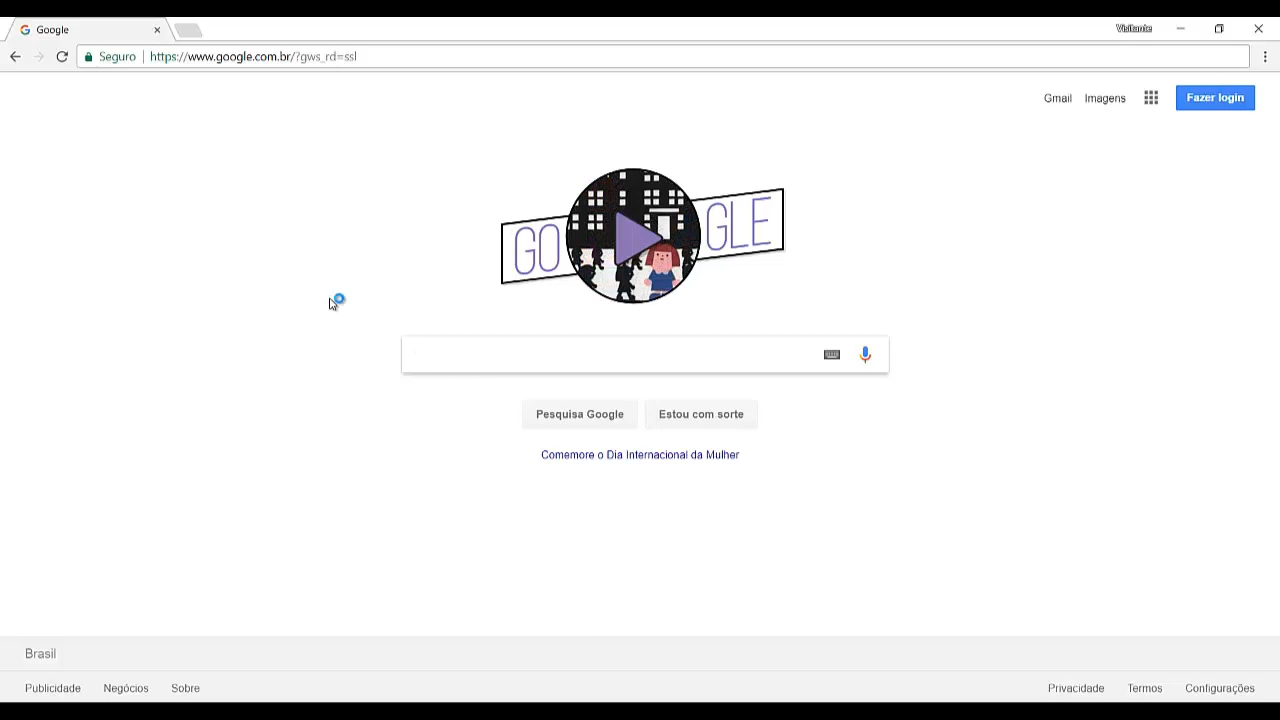 Google
Visitante
Seguro
https://www.google.com.br/?gws_rd=ssl
Gmail
Imagens
Fazer login
GO GLE
Pesquisa Google
Estou com sorte
Comemore o Dia Internacional da Mulher
Brasil
Publicidade
Negócios
Sobre
Privacidade
Termos
Configurações